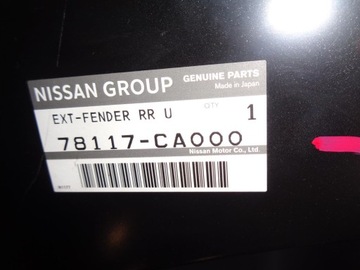 NISSAN GROUP
GENUINE PARTS
Made in Japan
EXT-FENDER RR U
QTY
1
78117-CA000
Nissan Motor Co., Ltd.